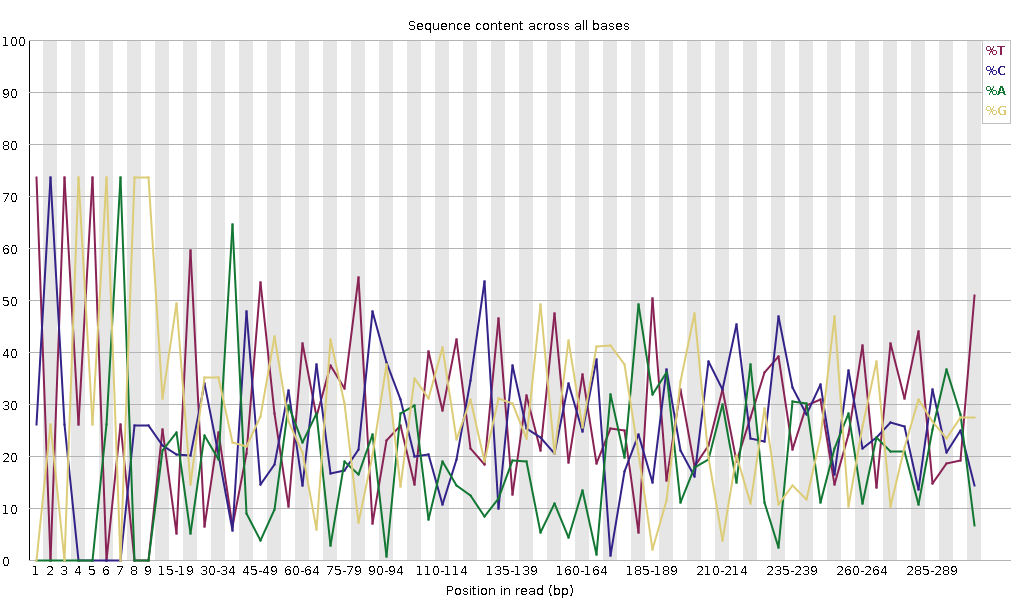 Sequence content across all bases
100
90
80
70
60
50
40
30
20
10
0
%T
%C
%A
%G
1 2 3 4 5 6 7 8 9 15-19 30-34 45-49 60-64 75-79 90-94 110-114 135-139 160-164 185-189 210-214 235-239 260-264 285-289
Position in read (bp)